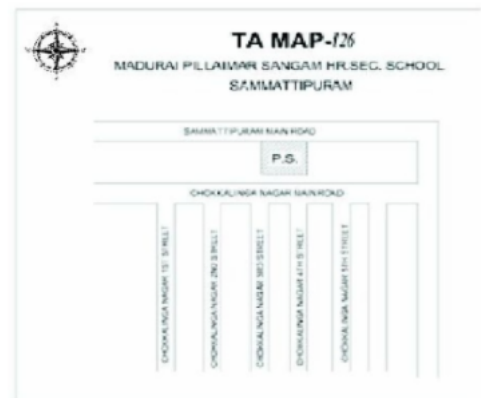 TA MAP-126
MADURAI PILLAIMAR SANGAM HR.SEC. SCHOOL
SAMMATTIPURAM
SAMMATTIPURAM MAIN ROAD
P.S.
CHOKKALINGA NAGAR MAIN ROAD
CHOKKALINGA NAGAR 1ST STREET
CHOKKALINGA NAGAR 2ND STREET
CHOKKALINGA NAGAR 3RD STREET
CHOKKALINGA NAGAR 4TH STREET
CHOKKALINGA NAGAR 5TH STREET